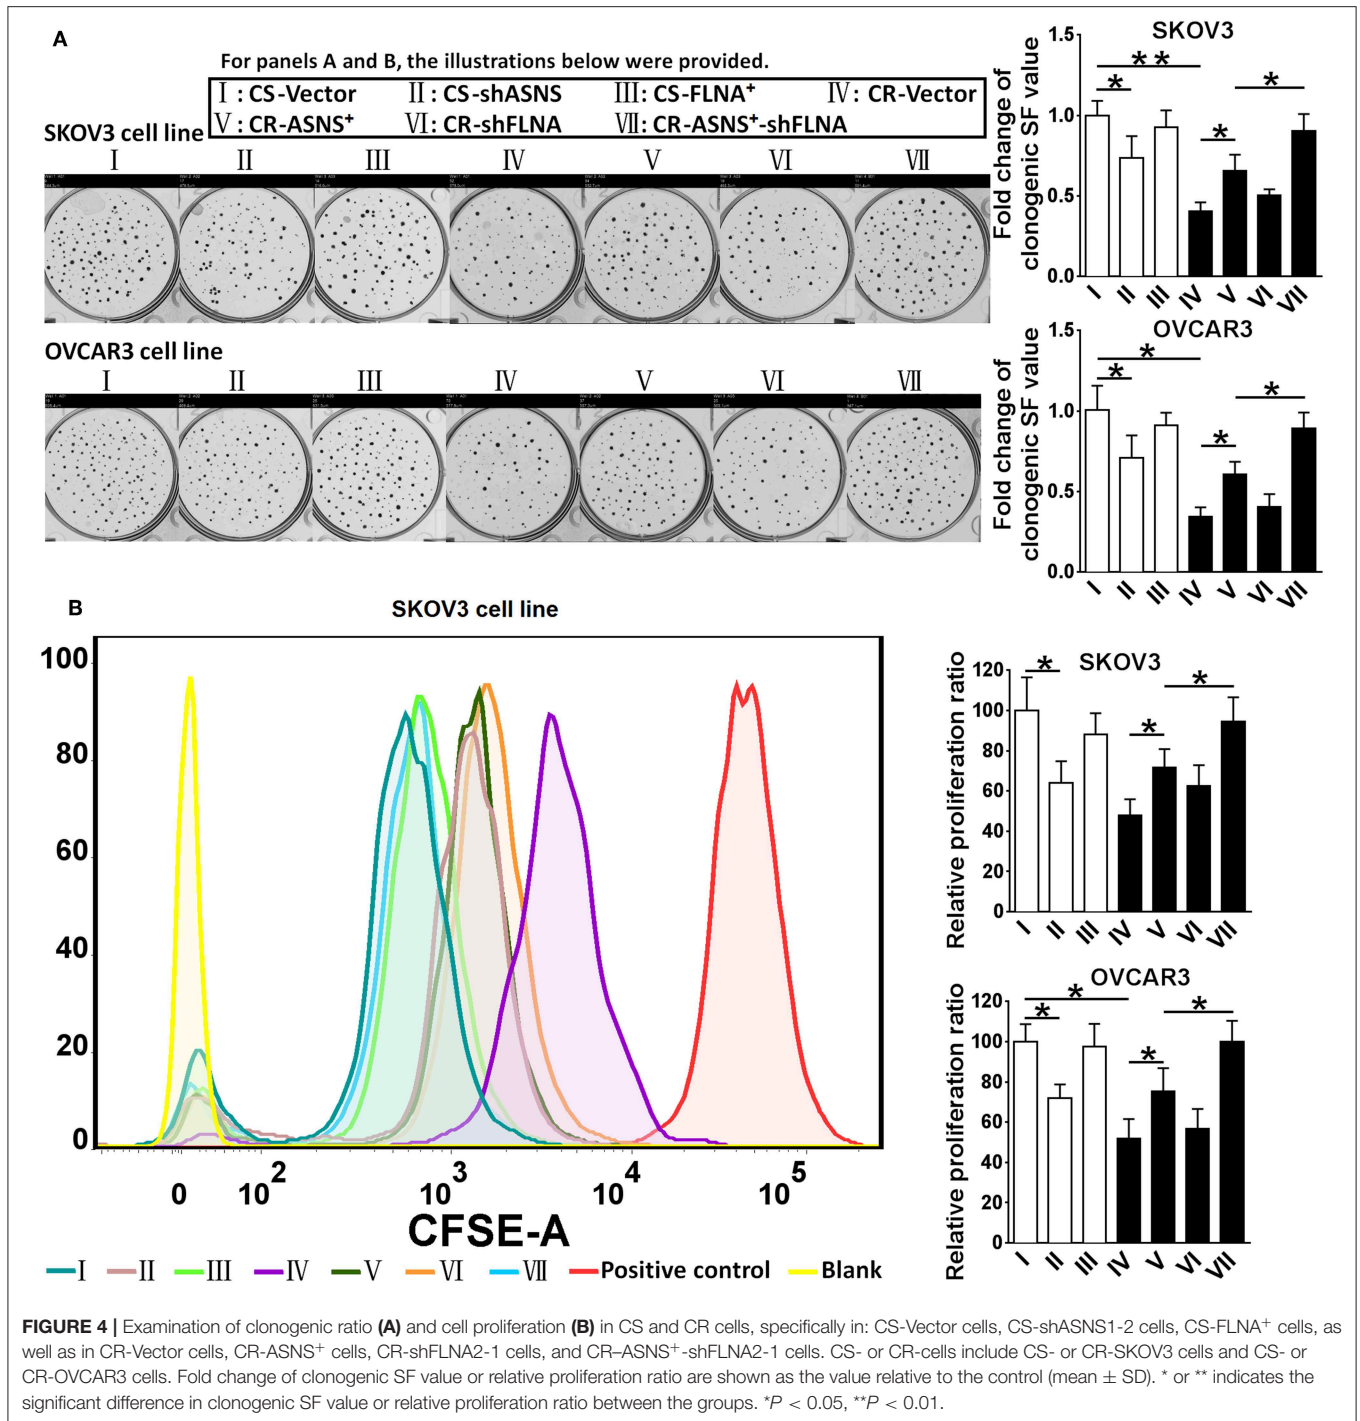 A
For panels A and B, the illustrations below were provided.
Ⅰ : CS-Vector Ⅱ : CS-shASNS Ⅲ: CS-FLNA⁺ Ⅳ: CR-Vector
Ⅴ : CR-ASNS⁺ Ⅵ: CR-shFLNA Ⅶ: CR-ASNS⁺-shFLNA
SKOV3 cell line
Ⅰ Ⅱ Ⅲ Ⅳ Ⅴ Ⅵ Ⅶ
OVCAR3 cell line
Ⅰ Ⅱ Ⅲ Ⅳ Ⅴ Ⅵ Ⅶ
SKOV3
Fold change of
clonogenic SF value
1.5
1.0
0.5
0.0
* *
*
*
*
I II III IV V VI VII
OVCAR3
Fold change of
clonogenic SF value
1.5
1.0
0.5
0.0
*
*
*
*
I II III IV V VI VII
B
SKOV3 cell line
100
80
60
40
20
0
0 10² 10³ 10⁴ 10⁵
CFSE-A
Ⅰ Ⅱ Ⅲ Ⅳ Ⅴ Ⅵ Ⅶ Positive control Blank
SKOV3
Relative proliferation ratio
120
100
80
60
40
20
0
*
*
*
I II III IV V VI VII
OVCAR3
Relative proliferation ratio
120
100
80
60
40
20
0
*
*
*
*
I II III IV V VI VII
FIGURE 4 | Examination of clonogenic ratio (A) and cell proliferation (B) in CS and CR cells, specifically in: CS-Vector cells, CS-shASNS1-2 cells, CS-FLNA⁺ cells, as
well as in CR-Vector cells, CR-ASNS⁺ cells, CR-shFLNA2-1 cells, and CR–ASNS⁺-shFLNA2-1 cells. CS- or CR-cells include CS- or CR-SKOV3 cells and CS- or
CR-OVCAR3 cells. Fold change of clonogenic SF value or relative proliferation ratio are shown as the value relative to the control (mean ± SD). * or ** indicates the
significant difference in clonogenic SF value or relative proliferation ratio between the groups. *P < 0.05, **P < 0.01.